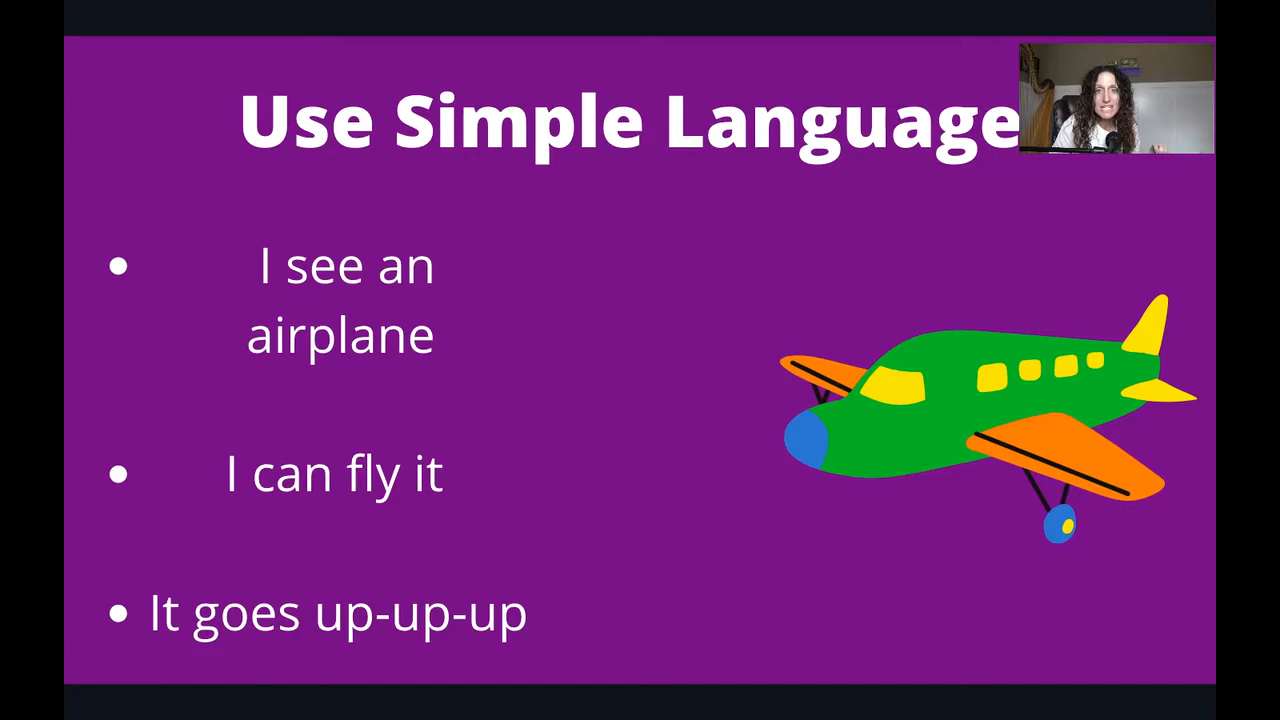 Use Simple Language
• I see an
airplane
• I can fly it
• It goes up-up-up